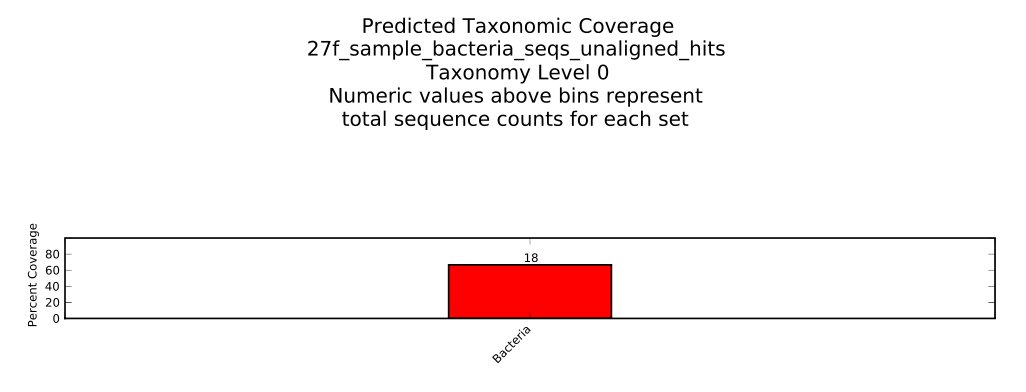 Predicted Taxonomic Coverage
27f_sample_bacteria_seqs_unaligned_hits
Taxonomy Level 0
Numeric values above bins represent
total sequence counts for each set
Percent Coverage
80
60
40
20
0
18
Bacteria